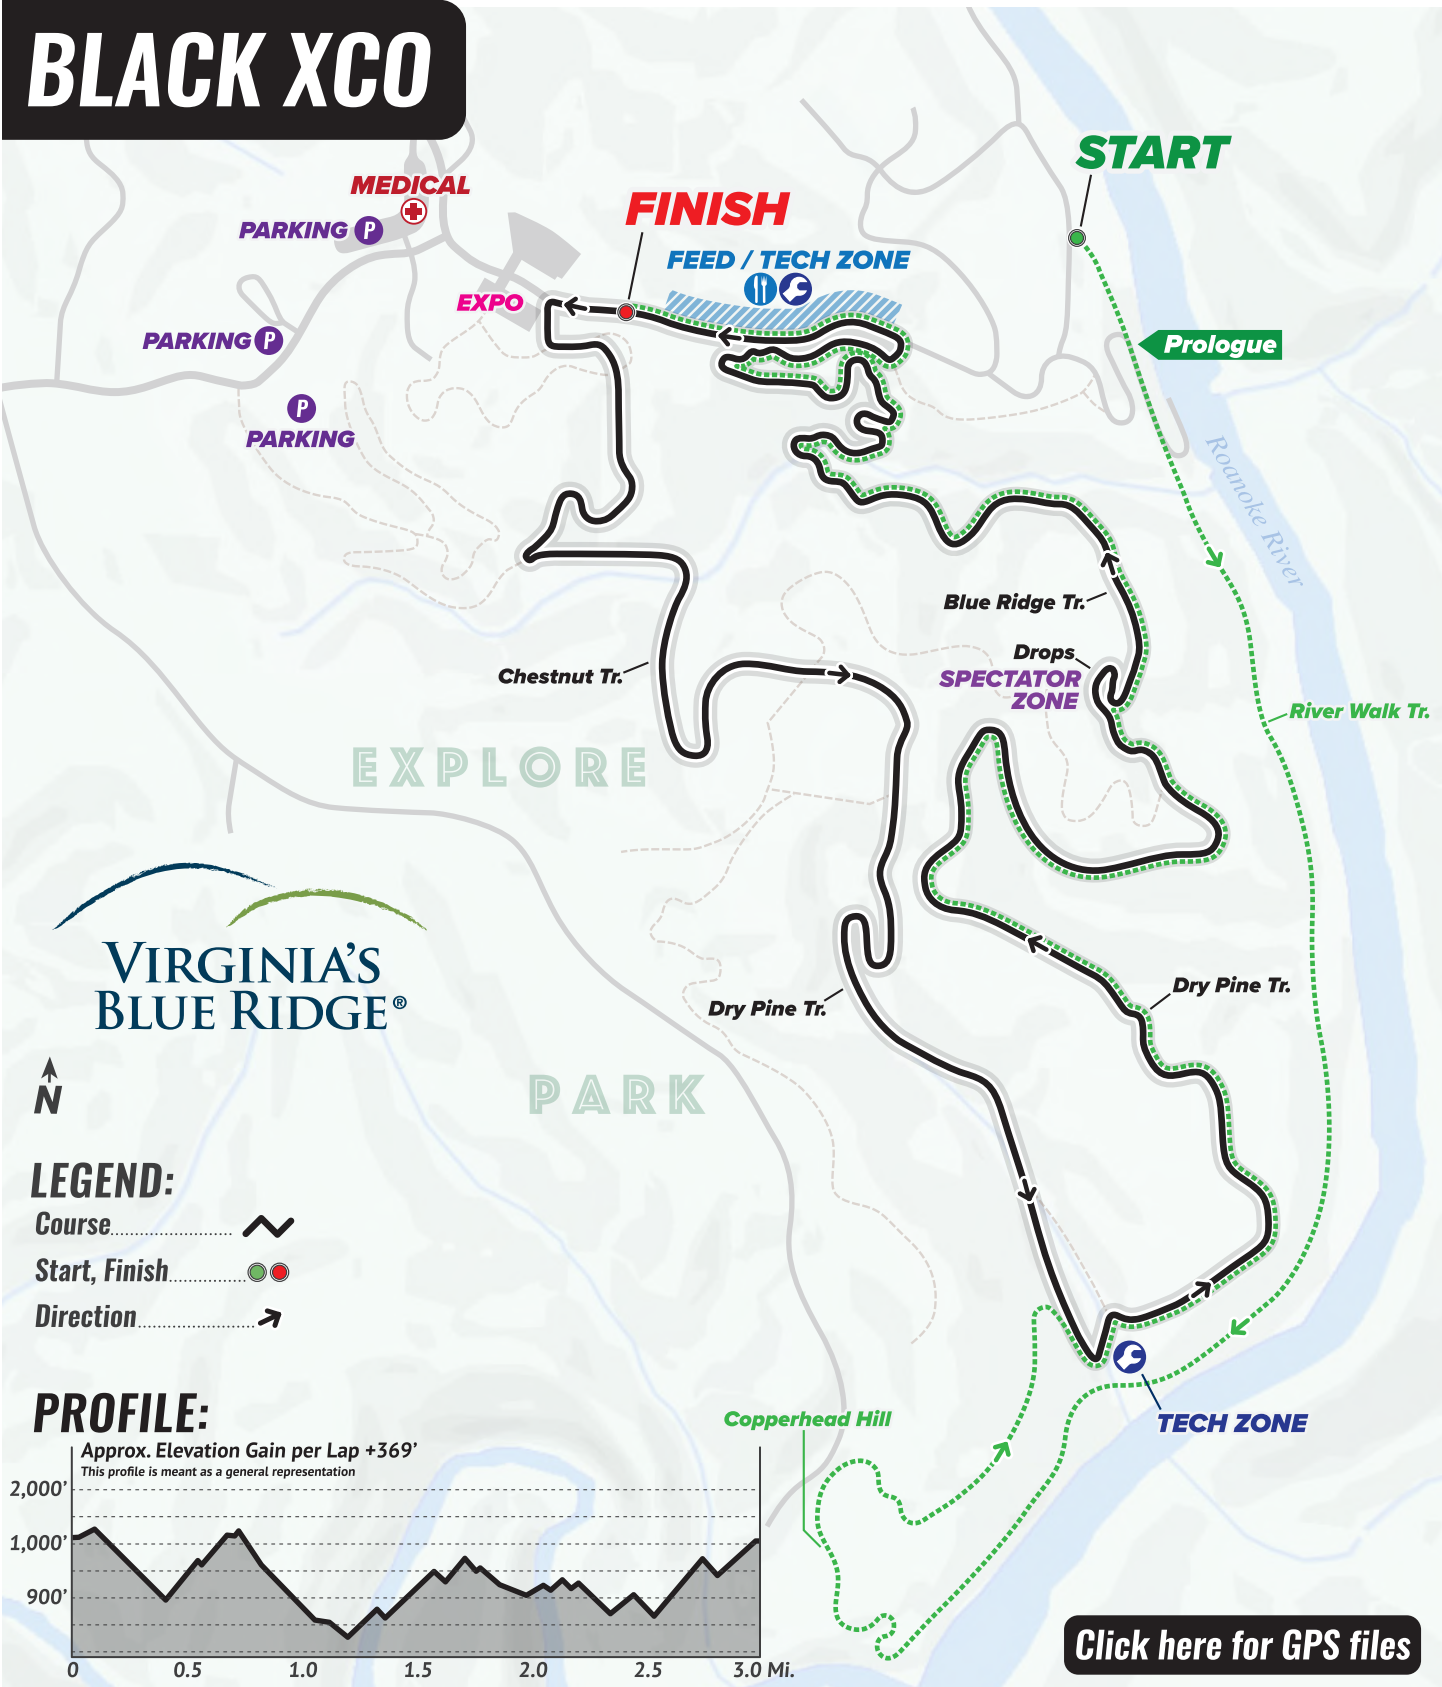 BLACK XCO
START
MEDICAL
PARKING P
FINISH
FEED / TECH ZONE
EXPO
PARKING P
Prologue
P
PARKING
Roanoke River
Blue Ridge Tr.
Drops
SPECTATOR
ZONE
Chestnut Tr.
River Walk Tr.
EXPLORE
VIRGINIA'S
BLUE RIDGE®
Dry Pine Tr.
Dry Pine Tr.
PARK
N
LEGEND:
Course
Start, Finish
Direction
TECH ZONE
Copperhead Hill
PROFILE:
Approx. Elevation Gain per Lap +369'
This profile is meant as a general representation
2,000'
1,000'
900'
0 0.5 1.0 1.5 2.0 2.5 3.0 Mi.
Click here for GPS files